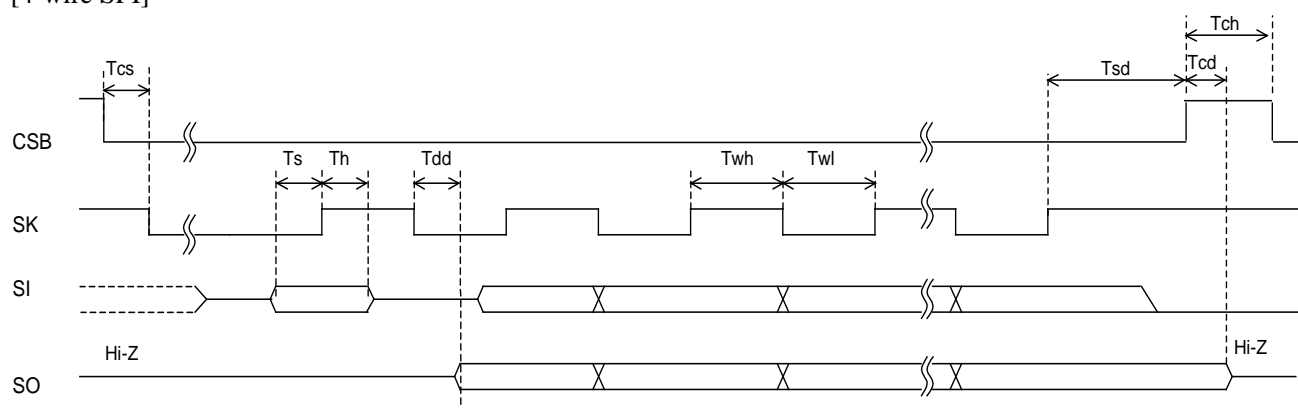 [4-wire SPI]
Tch
Tcs
Tsd
Tcd
CSB
Ts
Th
Tdd
Twh
Twl
SK
SI
Hi-Z
Hi-Z
SO